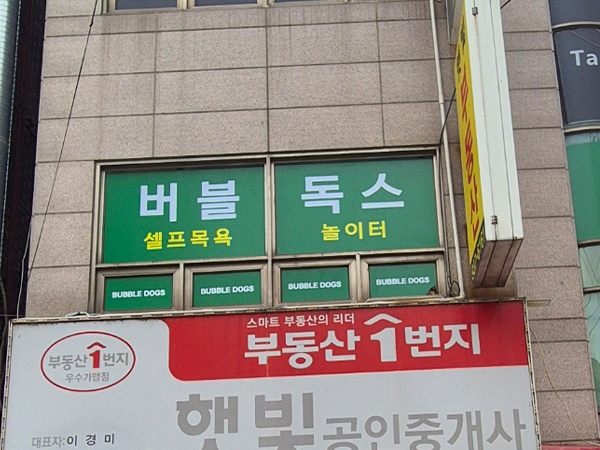 Ta
부동산
버블 독스
셀프목욕 놀이터
BUBBLE DOGS BUBBLE DOGS BUBBLE DOGS BUBBLE DOGS
스마트 부동산의 리더
부동산 1번지
부동산 1번지
우수가맹점
햇빛공인중개사
대표자:이경미